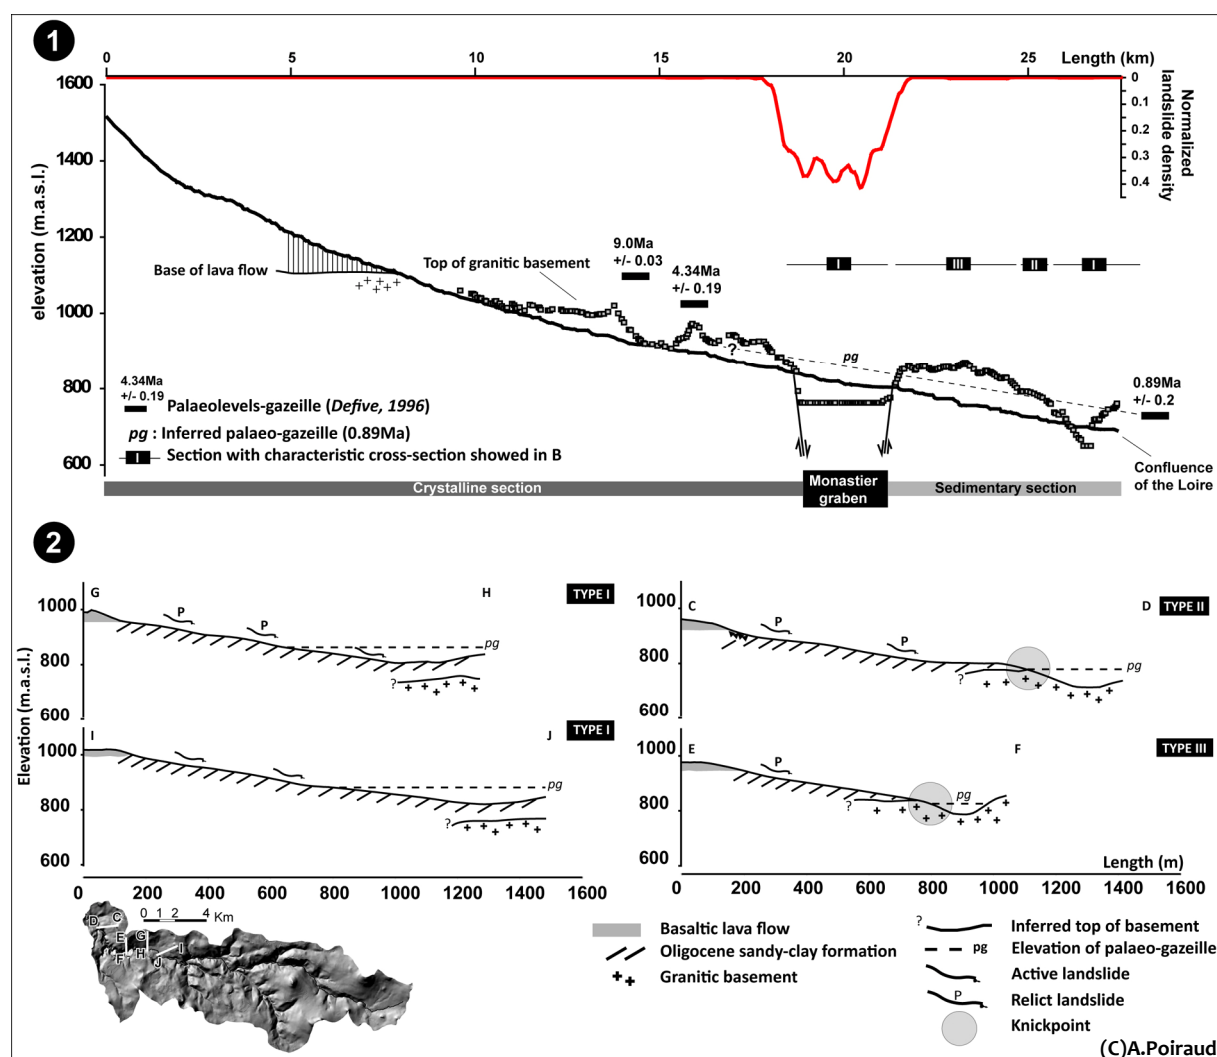 1
0 5 10 15 20 25 Length (km)
1600
1400
1200
1000
800
600
elevation (m.a.s.l.)
0
0.1
0.2
0.3
0.4
Normalized
landslide density
Base of lava flow
Top of granitic basement
9.0Ma
+/- 0.03
4.34Ma
+/- 0.19
I III II I
?
pg
0.89Ma
+/- 0.2
4.34Ma
+/- 0.19
Palaeolevels-gazeille (Defive, 1996)
pg : Inferred palaeo-gazeille (0.89Ma)
I Section with characteristic cross-section showed in B
Confluence
of the Loire
Crystalline section
Monastier
graben
Sedimentary section
2
Elevation (m.a.s.l.)
G H TYPE I
1000
800
600
P P
pg
?
C D TYPE II
1000
800
600
P P
pg
?
I J TYPE I
1000
800
600
pg
?
E F TYPE III
1000
800
600
P
pg
?
Length (m)
0 200 400 600 800 1000 1200 1400 1600
0 200 400 600 800 1000 1200 1400 1600
0 1 2 4 Km
D C
E G
F H J I
Basaltic lava flow
Oligocene sandy-clay formation
Granitic basement
? Inferred top of basement
pg Elevation of palaeo-gazeille
Active landslide
P Relict landslide
Knickpoint
(C)A.Poiraud